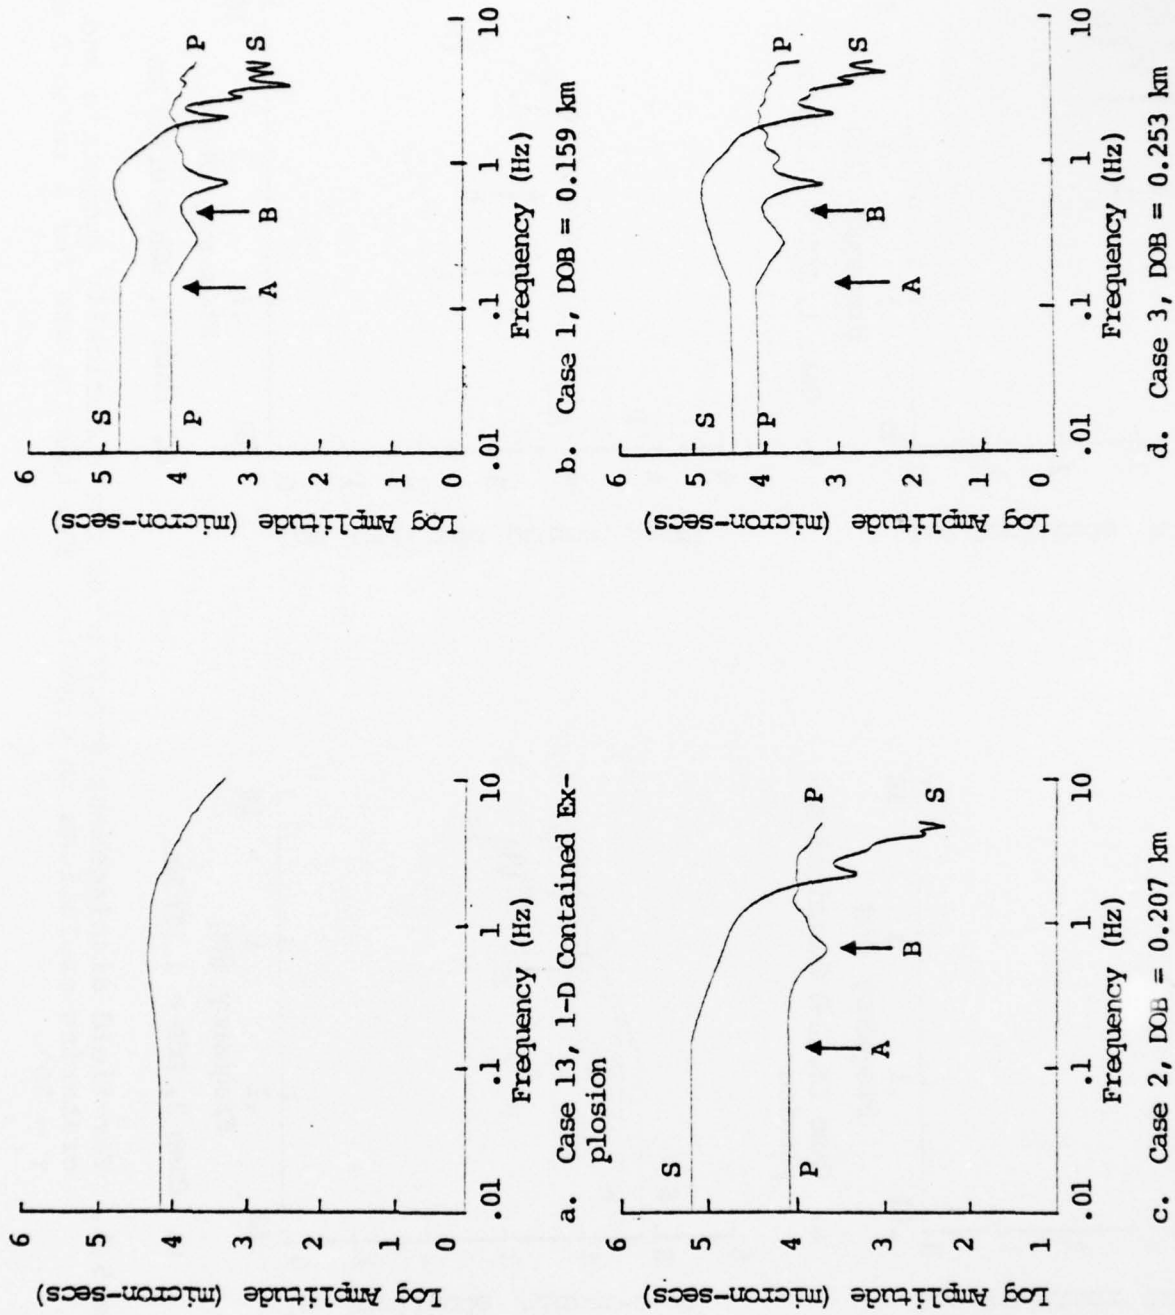 6
5
4
3
2
1
0
Log Amplitude (micron-secs)
.01
.1
1
10
Frequency (Hz)
a. Case 13, 1-D Contained Ex-
plosion
6
5
4
3
2
1
0
Log Amplitude (micron-secs)
S
P
A
B
P
S
.01
.1
1
10
Frequency (Hz)
b. Case 1, DOB = 0.159 km
6
5
4
3
2
1
Log Amplitude (micron-secs)
S
P
A
B
P
S
.01
.1
1
10
Frequency (Hz)
c. Case 2, DOB = 0.207 km
6
5
4
3
2
1
0
Log Amplitude (micron-secs)
S
P
A
B
P
S
.01
.1
1
10
Frequency (Hz)
d. Case 3, DOB = 0.253 km